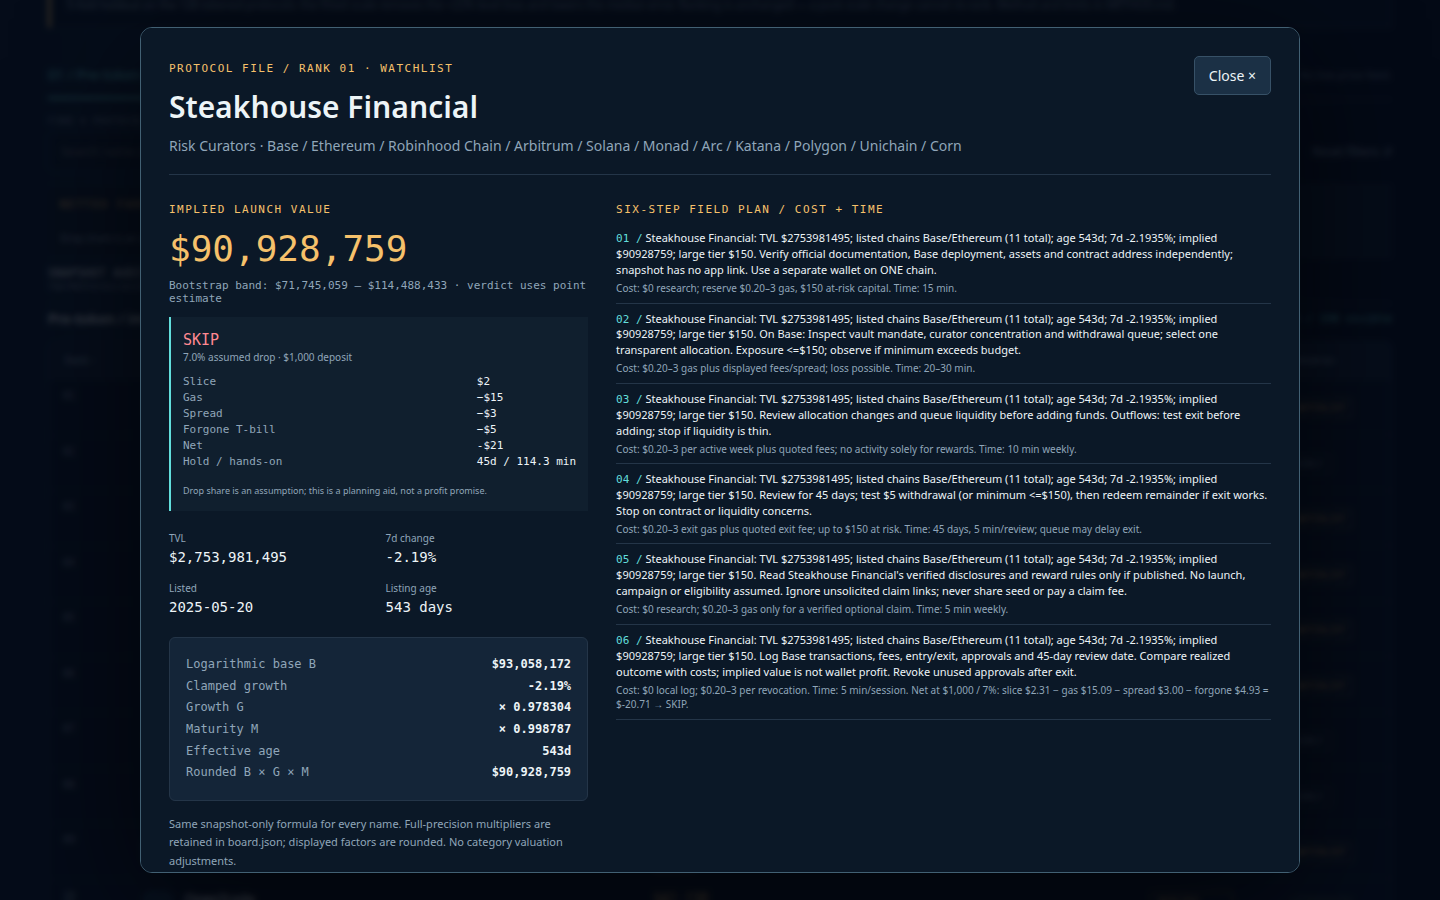 PROTOCOL FILE / RANK 01 · WATCHLIST
Close ×
Steakhouse Financial
Risk Curators · Base / Ethereum / Robinhood Chain / Arbitrum / Solana / Monad / Arc / Katana / Polygon / Unichain / Corn
IMPLIED LAUNCH VALUE
$90,928,759
Bootstrap band: $71,745,059 – $114,488,433 · verdict uses point
estimate
SKIP
7.0% assumed drop · $1,000 deposit
Slice $2
Gas −$15
Spread −$3
Forgone T-bill −$5
Net -$21
Hold / hands-on 45d / 114.3 min
Drop share is an assumption; this is a planning aid, not a profit promise.
TVL 7d change
$2,753,981,495 -2.19%
Listed Listing age
2025-05-20 543 days
Logarithmic base B $93,058,172
Clamped growth -2.19%
Growth G × 0.978304
Maturity M × 0.998787
Effective age 543d
Rounded B × G × M $90,928,759
Same snapshot-only formula for every name. Full-precision multipliers are
retained in board.json; displayed factors are rounded. No category valuation
adjustments.
SIX-STEP FIELD PLAN / COST + TIME
01 / Steakhouse Financial: TVL $2753981495; listed chains Base/Ethereum (11 total); age 543d; 7d -2.1935%; implied
$90928759; large tier $150. Verify official documentation, Base deployment, assets and contract address independently;
snapshot has no app link. Use a separate wallet on ONE chain.
Cost: $0 research; reserve $0.20–3 gas, $150 at-risk capital. Time: 15 min.
02 / Steakhouse Financial: TVL $2753981495; listed chains Base/Ethereum (11 total); age 543d; 7d -2.1935%; implied
$90928759; large tier $150. On Base: Inspect vault mandate, curator concentration and withdrawal queue; select one
transparent allocation. Exposure <=$150; observe if minimum exceeds budget.
Cost: $0.20–3 gas plus displayed fees/spread; loss possible. Time: 20–30 min.
03 / Steakhouse Financial: TVL $2753981495; listed chains Base/Ethereum (11 total); age 543d; 7d -2.1935%; implied
$90928759; large tier $150. Review allocation changes and queue liquidity before adding funds. Outflows: test exit before
adding; stop if liquidity is thin.
Cost: $0.20–3 per active week plus quoted fees; no activity solely for rewards. Time: 10 min weekly.
04 / Steakhouse Financial: TVL $2753981495; listed chains Base/Ethereum (11 total); age 543d; 7d -2.1935%; implied
$90928759; large tier $150. Review for 45 days; test $5 withdrawal (or minimum <=$150), then redeem remainder if exit works.
Stop on contract or liquidity concerns.
Cost: $0.20–3 exit gas plus quoted exit fee; up to $150 at risk. Time: 45 days, 5 min/review; queue may delay exit.
05 / Steakhouse Financial: TVL $2753981495; listed chains Base/Ethereum (11 total); age 543d; 7d -2.1935%; implied
$90928759; large tier $150. Read Steakhouse Financial's verified disclosures and reward rules only if published. No launch,
campaign or eligibility assumed. Ignore unsolicited claim links; never share seed or pay a claim fee.
Cost: $0 research; $0.20–3 gas only for a verified optional claim. Time: 5 min weekly.
06 / Steakhouse Financial: TVL $2753981495; listed chains Base/Ethereum (11 total); age 543d; 7d -2.1935%; implied
$90928759; large tier $150. Log Base transactions, fees, entry/exit, approvals and 45-day review date. Compare realized
outcome with costs; implied value is not wallet profit. Revoke unused approvals after exit.
Cost: $0 local log; $0.20–3 per revocation. Time: 5 min/session. Net at $1,000 / 7%: slice $2.31 − gas $15.09 − spread $3.00 − forgone $4.93 =
$-20.71 → SKIP.